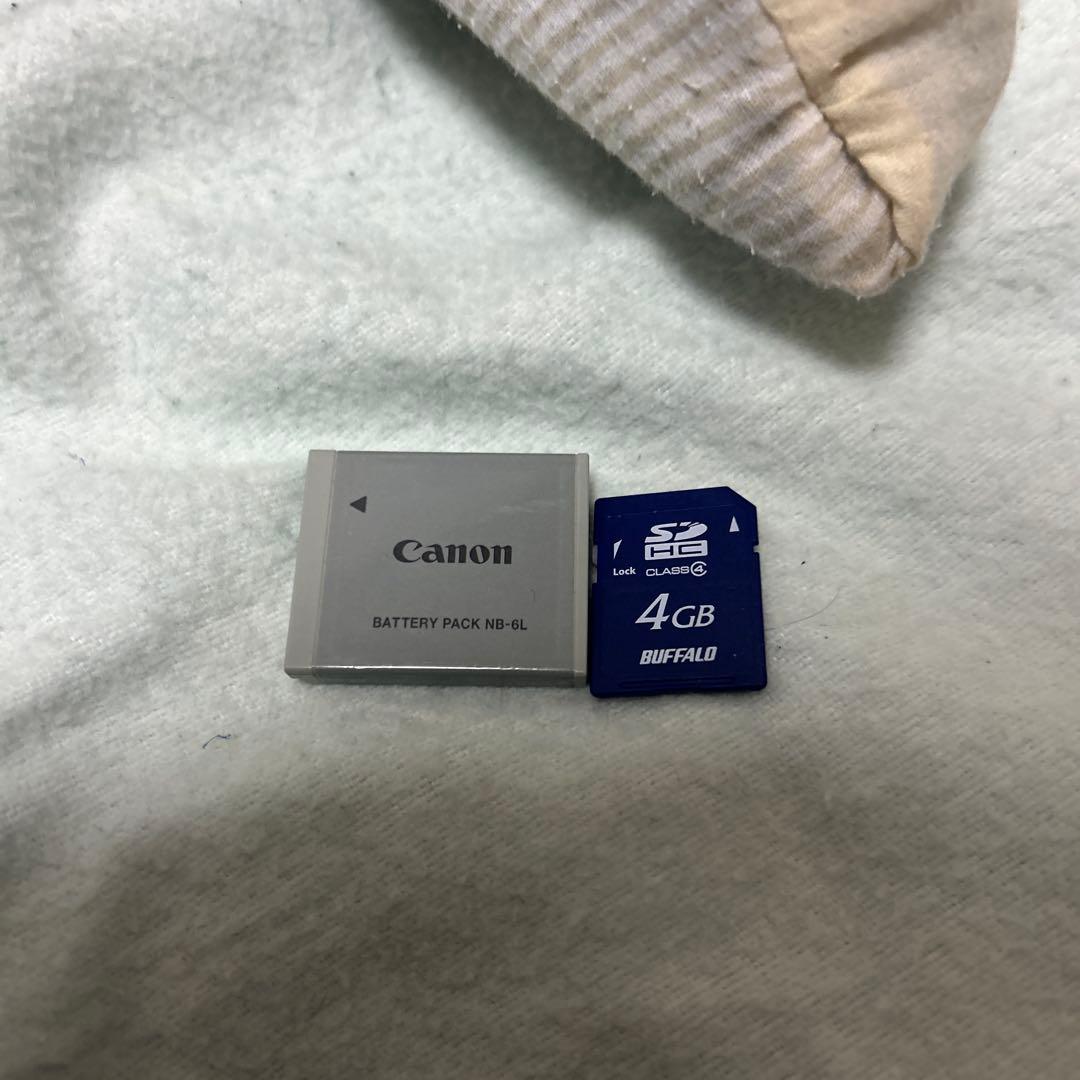 Canon
BATTERY PACK NB-6L
SD
HC
Lock CLASS 4
4GB
BUFFALO